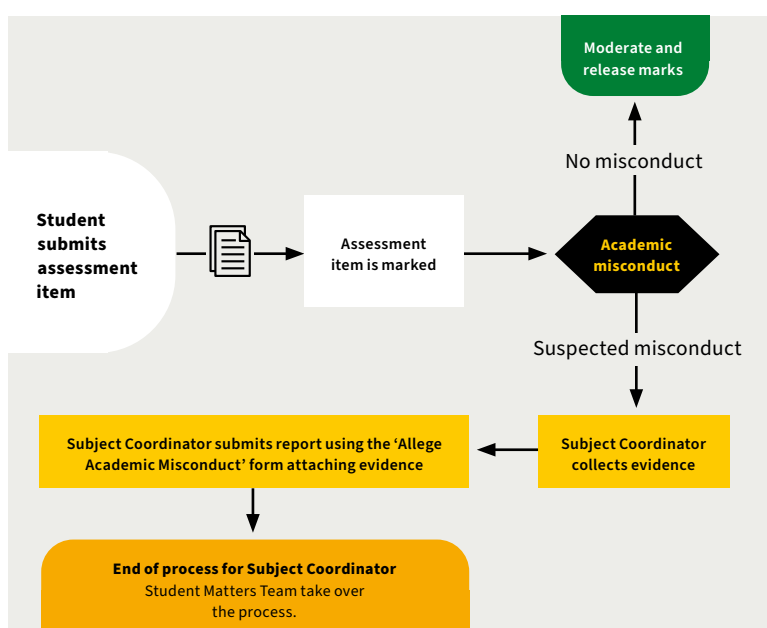 Moderate and
release marks
No misconduct
Student
submits
assessment
item
Assessment
item is marked
Academic
misconduct
Suspected misconduct
Subject Coordinator
collects evidence
Subject Coordinator submits report using the ‘Allege
Academic Misconduct’ form attaching evidence
End of process for Subject Coordinator
Student Matters Team take over
the process.